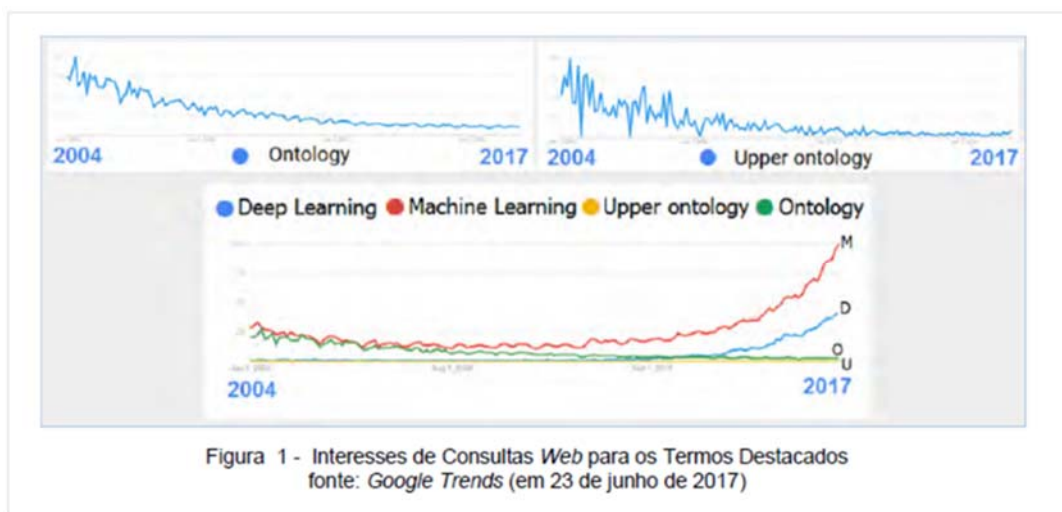 2004 Ontology 2017
2004 Upper ontology 2017
Deep Learning Machine Learning Upper ontology Ontology
M
D
O
U
2004 2017
Figura 1 - Interesses de Consultas Web para os Termos Destacados
fonte: Google Trends (em 23 de junho de 2017)